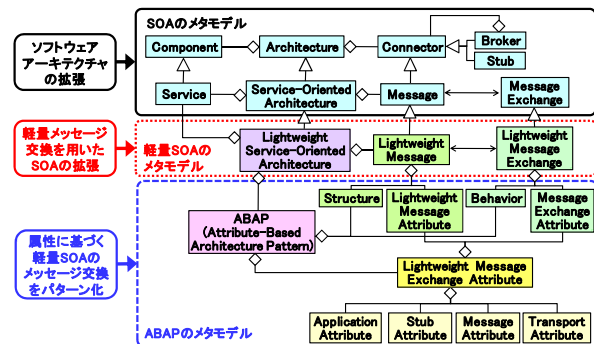 SOAのメタモデル
ソフトウェア
アーキテクチャ
の拡張
Component
Architecture
Connector
Broker
Stub
Service
Service-Oriented
Architecture
Message
Message
Exchange
軽量メッセージ
交換を用いた
SOAの拡張
軽量SOAの
メタモデル
Lightweight
Service-Oriented
Architecture
Lightweight
Message
Lightweight
Message
Exchange
属性に基づく
軽量SOAの
メッセージ交換
をパターン化
Structure
Lightweight
Message
Attribute
Behavior
Message
Exchange
Attribute
ABAP
(Attribute-Based
Architecture Pattern)
Lightweight Message
Exchange Attribute
Application
Attribute
Stub
Attribute
Message
Attribute
Transport
Attribute
ABAPのメタモデル